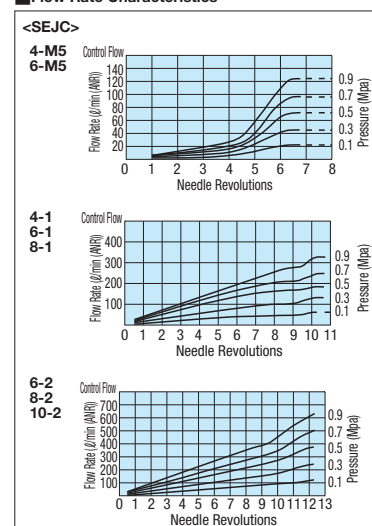 ■Flow Rate Characteristics
<SEJC>
4-M5
6-M5
Control Flow
Flow Rate (ℓ/min (ANR))
140
120
100
80
60
40
20
0 1 2 3 4 5 6 7 8
Needle Revolutions
0.9
0.7
0.5
0.3
0.1
Pressure (Mpa)
4-1
6-1
8-1
Control Flow
Flow Rate (ℓ/min (ANR))
400
300
200
100
0 1 2 3 4 5 6 7 8 9 10 11
Needle Revolutions
0.9
0.7
0.5
0.3
0.1
Pressure (Mpa)
6-2
8-2
10-2
Control Flow
Flow Rate (ℓ/min (ANR))
700
600
500
400
300
200
100
0 1 2 3 4 5 6 7 8 9 10 11 12 13
Needle Revolutions
0.9
0.7
0.5
0.3
0.1
Pressure (Mpa)